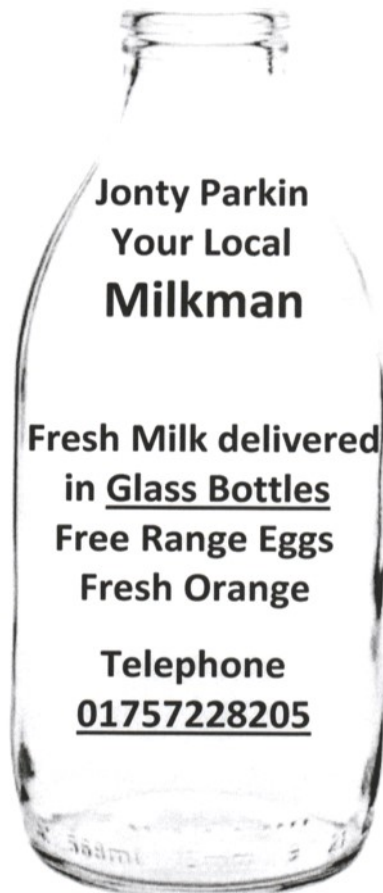 Jonty Parkin
Your Local
Milkman
Fresh Milk delivered
in Glass Bottles
Free Range Eggs
Fresh Orange
Telephone
01757228205